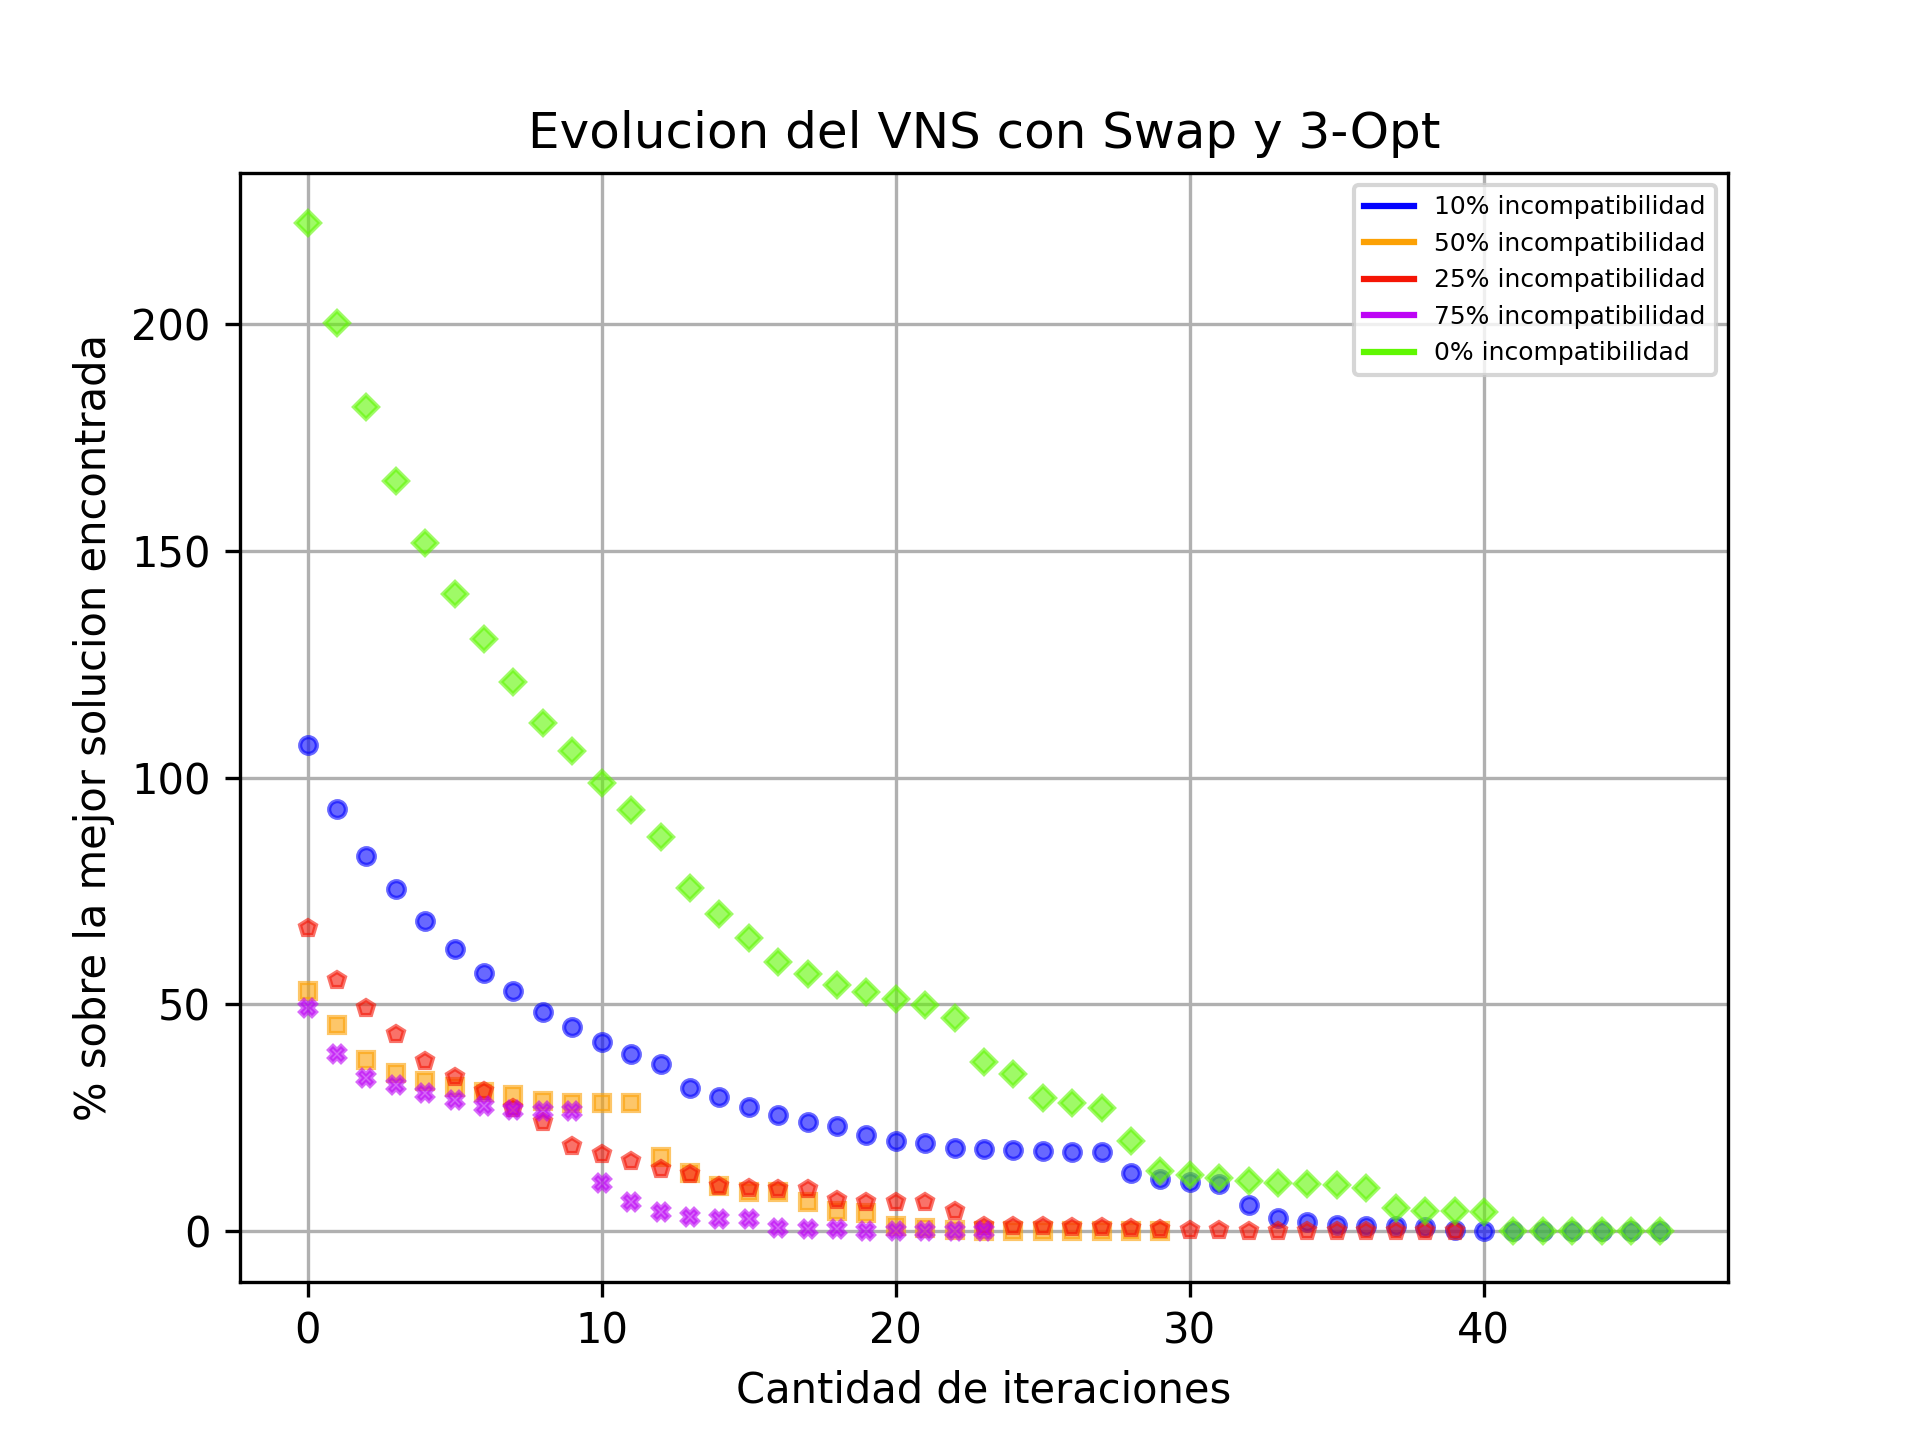 Evolucion del VNS con Swap y 3-Opt
10% incompatibilidad
50% incompatibilidad
25% incompatibilidad
75% incompatibilidad
0% incompatibilidad
% sobre la mejor solucion encontrada
200
150
100
50
0
0 10 20 30 40
Cantidad de iteraciones